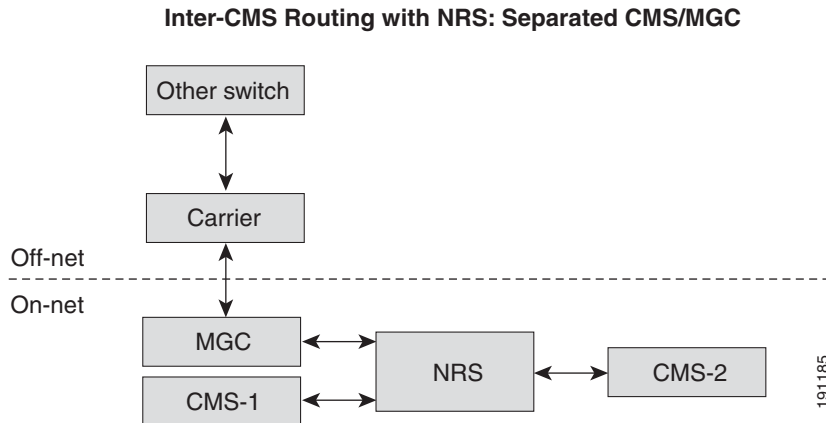 Inter-CMS Routing with NRS: Separated CMS/MGC
Other switch
Carrier
Off-net
On-net
MGC
NRS
CMS-2
CMS-1
191185